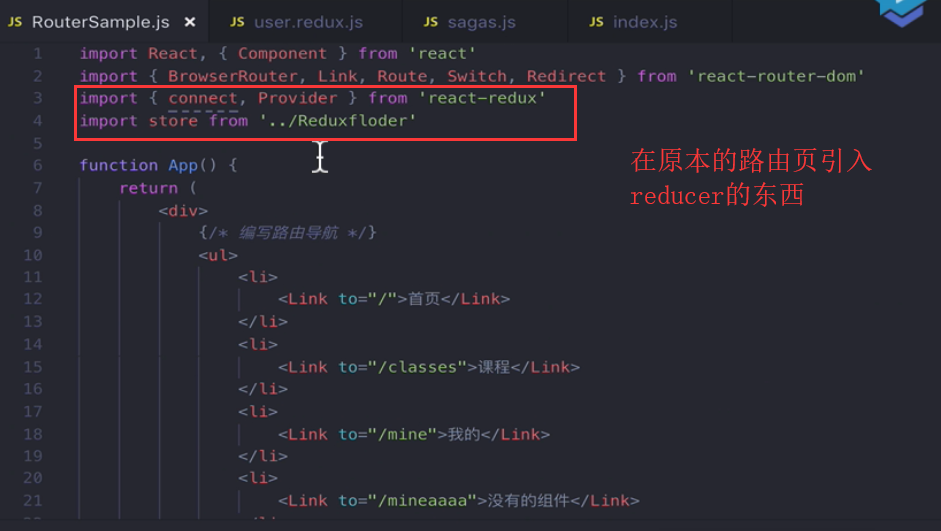 JS RouterSample.js × JS user.redux.js JS sagas.js JS index.js
1 import React, { Component } from 'react'
2 import { BrowserRouter, Link, Route, Switch, Redirect } from 'react-router-dom'
3 import { connect, Provider } from 'react-redux'
4 import store from '../Reduxfloder'
5
6 function App() {
7 return (
8 <div>
9 {/* 编写路由导航 */}
10 <ul>
11 <li>
12 <Link to="/">首页</Link>
13 </li>
14 <li>
15 <Link to="/classes">课程</Link>
16 </li>
17 <li>
18 <Link to="/mine">我的</Link>
19 </li>
20 <li>
21 <Link to="/mineaaaa">没有的组件</Link>
在原本的路由页引入
reducer的东西